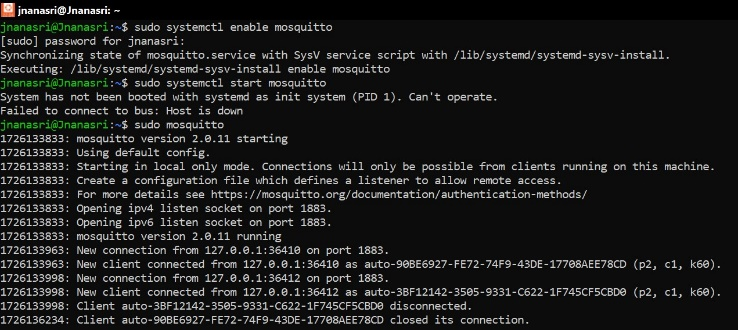 jnanasri@Jnanasri: ~
jnanasri@Jnanasri:~$ sudo systemctl enable mosquitto
[sudo] password for jnanasri:
Synchronizing state of mosquitto.service with SysV service script with /lib/systemd/systemd-sysv-install.
Executing: /lib/systemd/systemd-sysv-install enable mosquitto
jnanasri@Jnanasri:~$ sudo systemctl start mosquitto
System has not been booted with systemd as init system (PID 1). Can't operate.
Failed to connect to bus: Host is down
jnanasri@Jnanasri:~$ sudo mosquitto
1726133833: mosquitto version 2.0.11 starting
1726133833: Using default config.
1726133833: Starting in local only mode. Connections will only be possible from clients running on this machine.
1726133833: Create a configuration file which defines a listener to allow remote access.
1726133833: For more details see https://mosquitto.org/documentation/authentication-methods/
1726133833: Opening ipv4 listen socket on port 1883.
1726133833: Opening ipv6 listen socket on port 1883.
1726133833: mosquitto version 2.0.11 running
1726133963: New connection from 127.0.0.1:36410 on port 1883.
1726133963: New client connected from 127.0.0.1:36410 as auto-90BE6927-FE72-74F9-43DE-17708AEE78CD (p2, c1, k60).
1726133998: New connection from 127.0.0.1:36412 on port 1883.
1726133998: New client connected from 127.0.0.1:36412 as auto-3BF12142-3505-9331-C622-1F745CF5CBD0 (p2, c1, k60).
1726133998: Client auto-3BF12142-3505-9331-C622-1F745CF5CBD0 disconnected.
1726136234: Client auto-90BE6927-FE72-74F9-43DE-17708AEE78CD closed its connection.